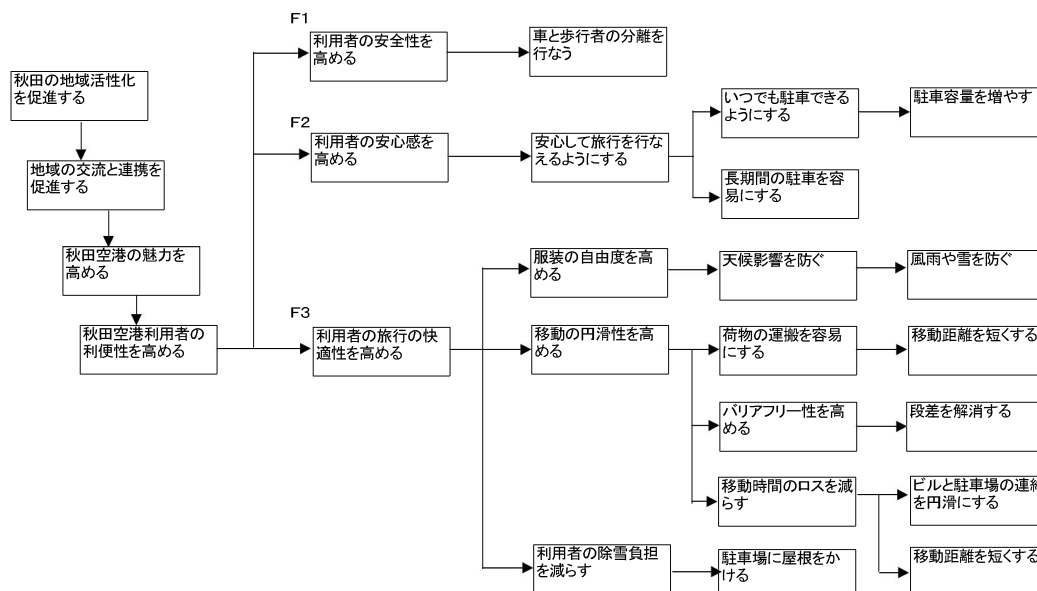 秋田の地域活性化
を促進する
地域の交流と連携を
促進する
秋田空港の魅力を
高める
秋田空港利用者の
利便性を高める
F1
利用者の安全性を
高める
車と歩行者の分離を
行なう
F2
利用者の安心感を
高める
安心して旅行を行な
えるようにする
いつでも駐車できる
ようにする
駐車容量を増やす
長期間の駐車を容
易にする
F3
利用者の旅行の快
適性を高める
服装の自由度を高
める
天候影響を防ぐ
風雨や雪を防ぐ
移動の円滑性を高
める
荷物の運搬を容易
にする
移動距離を短くする
バリアフリー性を高
める
段差を解消する
移動時間のロスを減
らす
ビルと駐車場の連絡
を円滑にする
移動距離を短くする
利用者の除雪負担
を減らす
駐車場に屋根をか
ける